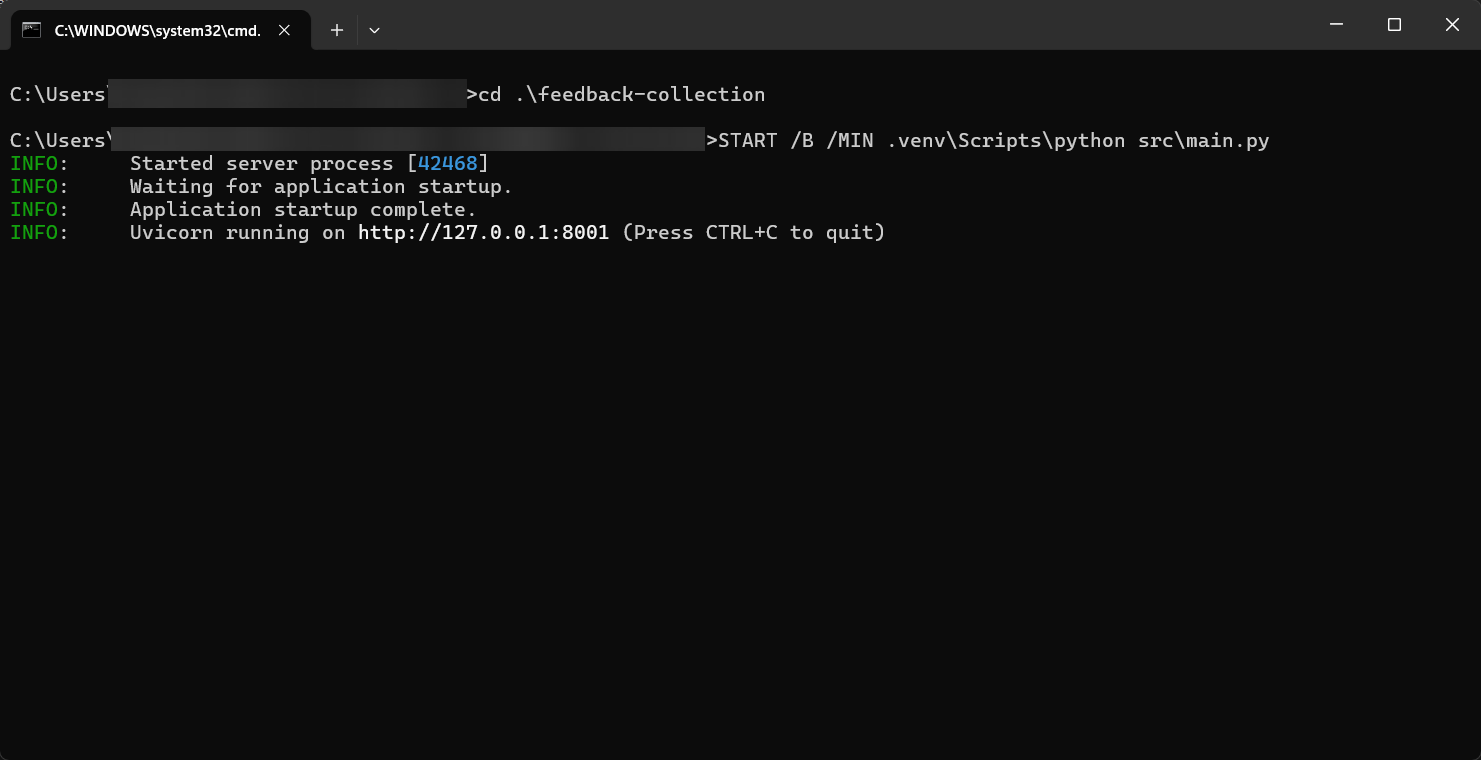 C:\WINDOWS\system32\cmd.
C:\Users >cd .\feedback-collection
C:\Users\ >START /B /MIN .venv\Scripts\python src\main.py
INFO:     Started server process [42468]
INFO:     Waiting for application startup.
INFO:     Application startup complete.
INFO:     Uvicorn running on http://127.0.0.1:8001 (Press CTRL+C to quit)